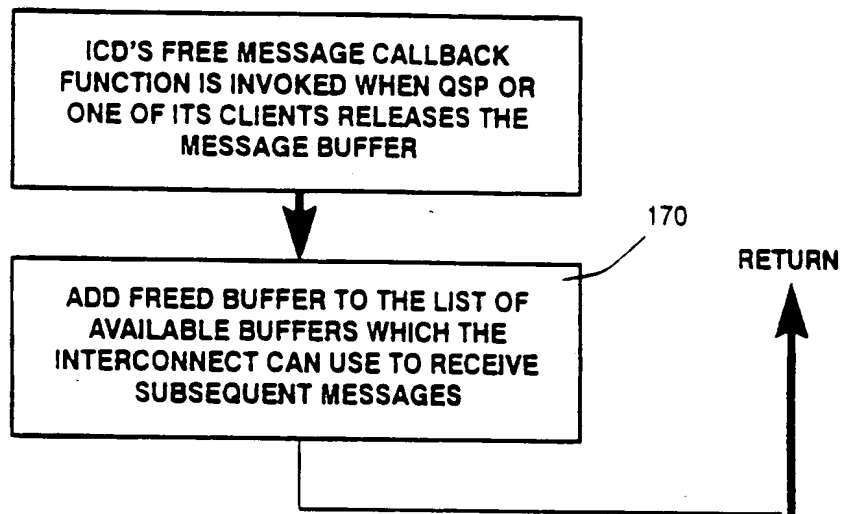 ICD'S FREE MESSAGE CALLBACK
FUNCTION IS INVOKED WHEN QSP OR
ONE OF ITS CLIENTS RELEASES THE
MESSAGE BUFFER
170
RETURN
ADD FREED BUFFER TO THE LIST OF
AVAILABLE BUFFERS WHICH THE
INTERCONNECT CAN USE TO RECEIVE
SUBSEQUENT MESSAGES